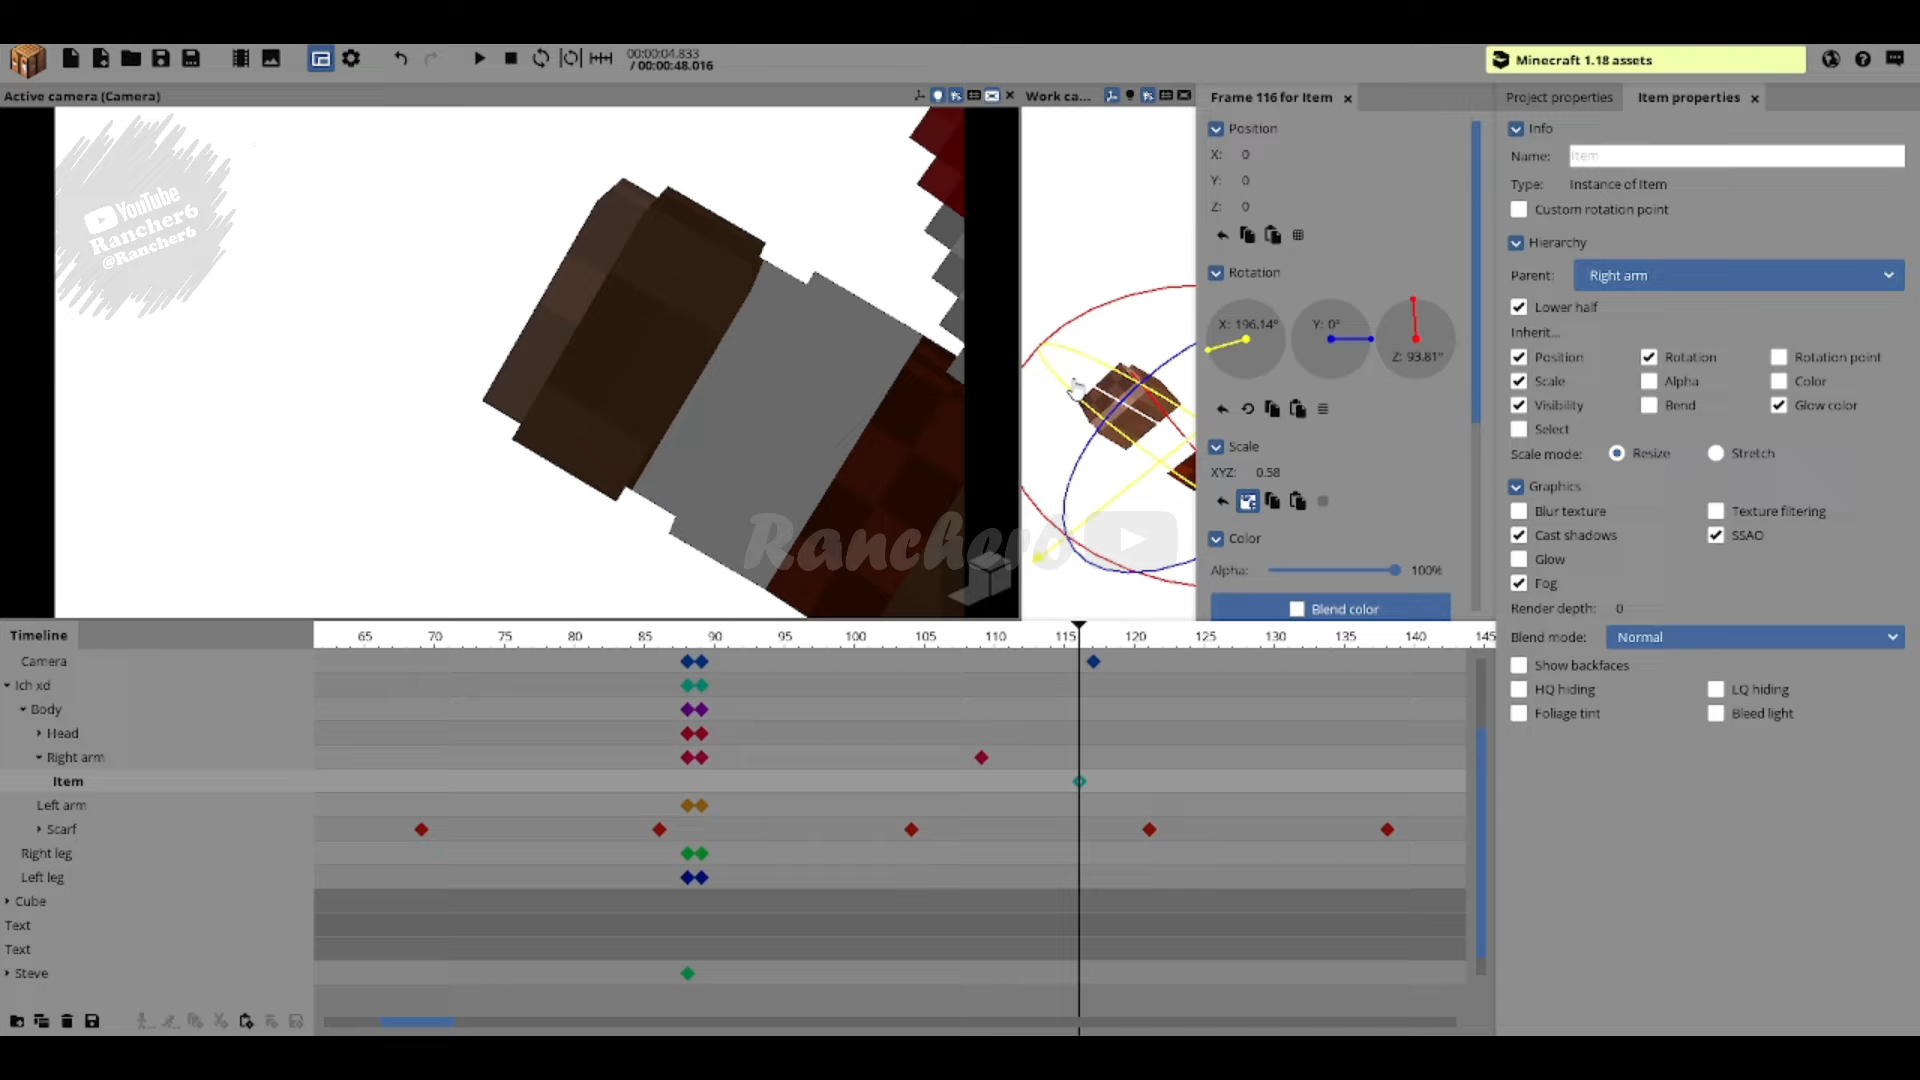 00:00:04.833
/ 00:00:48.016
Minecraft 1.18 assets
Active camera (Camera)
Work ca...
Frame 116 for Item
Project properties
Item properties
YouTube
Rancher6
@Rancher6
Position
X: 0
Y: 0
Z: 0
Rotation
X: 196.14°
Y: 0°
Z: 93.81°
Scale
XYZ: 0.58
Color
Alpha: 100%
Blend color
Info
Name: Item
Type: Instance of Item
Custom rotation point
Hierarchy
Parent: Right arm
Lower half
Inherit...
Position Rotation Rotation point
Scale Alpha Color
Visibility Bend Glow color
Select
Scale mode: Resize Stretch
Graphics
Blur texture Texture filtering
Cast shadows SSAO
Glow
Fog
Render depth: 0
Blend mode: Normal
Show backfaces
HQ hiding LQ hiding
Foliage tint Bleed light
Rancher6
Timeline
65 70 75 80 85 90 95 100 105 110 115 120 125 130 135 140 145
Camera
Ich xd
Body
Head
Right arm
Item
Left arm
Scarf
Right leg
Left leg
Cube
Text
Text
Steve